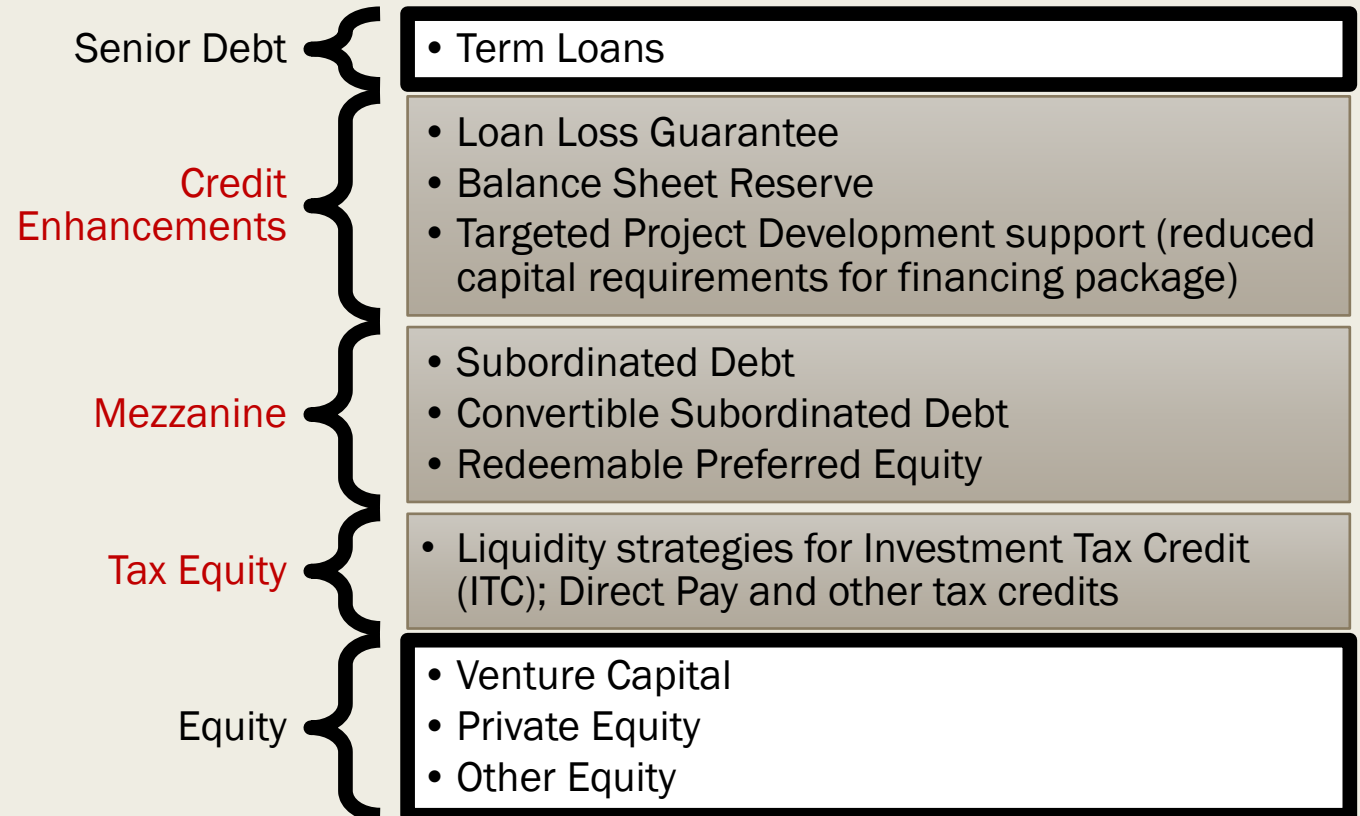 Senior Debt
• Term Loans
Credit
Enhancements
• Loan Loss Guarantee
• Balance Sheet Reserve
• Targeted Project Development support (reduced
capital requirements for financing package)
Mezzanine
• Subordinated Debt
• Convertible Subordinated Debt
• Redeemable Preferred Equity
Tax Equity
• Liquidity strategies for Investment Tax Credit
(ITC); Direct Pay and other tax credits
Equity
• Venture Capital
• Private Equity
• Other Equity